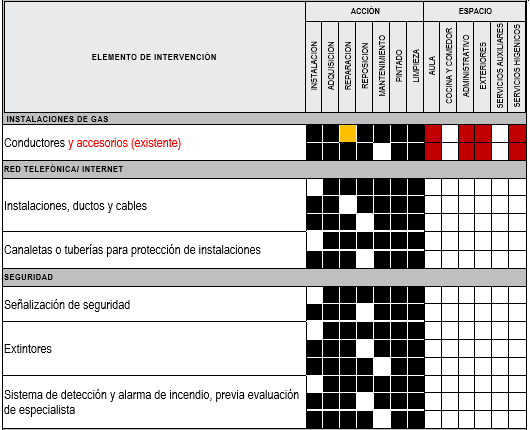 ACCIÓN
ESPACIO
ELEMENTO DE INTERVENCIÓN
INSTALACION
ADQUISICION
REPARACION
REPOSICION
MANTENIMIENTO
PINTADO
LIMPIEZA
AULA
COCINA Y COMEDOR
ADMINISTRATIVO
EXTERIORES
SERVICIOS AUXILIARES
SERVICIOS HIGENICOS
INSTALACIONES DE GAS
Conductores y accesorios (existente)
RED TELEFÓNICA/ INTERNET
Instalaciones, ductos y cables
Canaletas o tuberías para protección de instalaciones
SEGURIDAD
Señalización de seguridad
Extintores
Sistema de detección y alarma de incendio, previa evaluación
de especialista